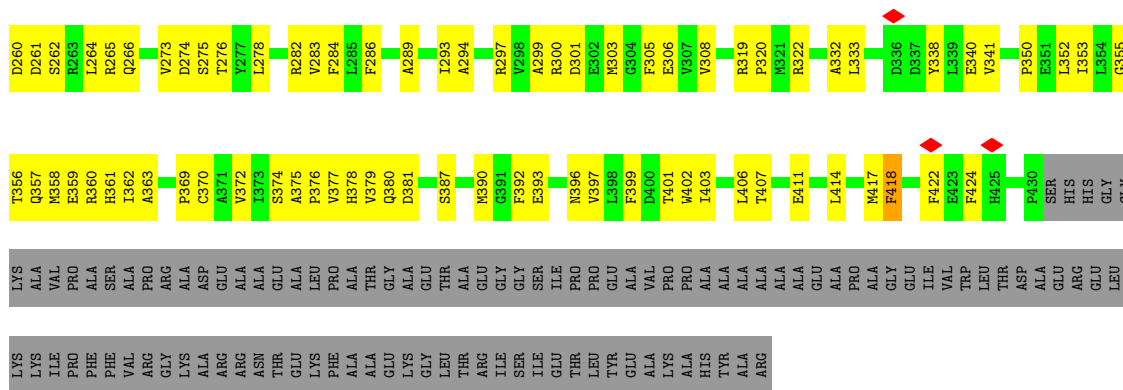 D260 D261 S262 R263 L264 R265 Q266 V273 D274 S275 T276 Y277 L278 R282 V283 F284 L285 F286 A289 I293 A294 R297 V298 A299 R300 D301 E302 M303 G304 F305 E306 V307 V308 R319 P320 M321 R322 A332 L333 D336 D337 Y338 L339 E340 V341 P350 E351 L352 I353 L354 G355
T356 Q357 M358 E359 R360 H361 I362 A363 P369 C370 A371 V372 I373 S374 A375 P376 V377 H378 V379 Q380 D381 S387 M390 G391 F392 E393 N396 V397 L398 F399 D400 T401 W402 I403 L406 T407 E411 L414 M417 F418 F422 E423 F424 H425 P430 SER HIS HIS GLY
LYS ALA VAL PRO ALA SER ALA PRO ARG ALA ASP GLU ALA ALA GLU ALA LEU PRO ALA THR GLY ALA GLU THR ALA GLU GLY GLY SER ILE PRO PRO GLU ALA VAL PRO PRO ALA ALA ALA ALA ALA ALA GLU ALA PRO ALA GLY GLU ILE VAL TRP LEU THR ASP ALA GLU ARG GLU LEU
LYS LYS ILE PRO PHE PHE VAL ARG GLY LYS ALA ARG ARG ASN THR GLU LYS PHE ALA ALA GLU LYS GLY LEU THR ARG ILE SER ILE GLU THR LEU TYR GLU ALA LYS ALA HIS TYR ALA ARG